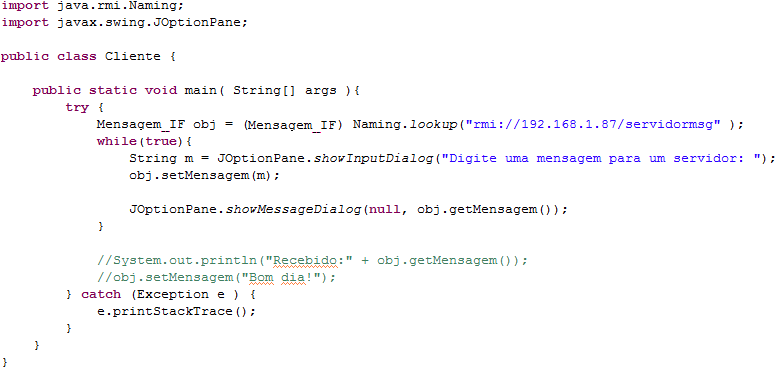 import java.rmi.Naming;
import javax.swing.JOptionPane;
public class Cliente {
public static void main( String[] args ){
try {
Mensagem_IF obj = (Mensagem_IF) Naming.lookup("rmi://192.168.1.87/servidormsg" );
while(true){
String m = JOptionPane.showInputDialog("Digite uma mensagem para um servidor: ");
obj.setMensagem(m);
JOptionPane.showMessageDialog(null, obj.getMensagem());
}
//System.out.println("Recebido:" + obj.getMensagem());
//obj.setMensagem("Bom dia!");
} catch (Exception e ) {
e.printStackTrace();
}
}
}